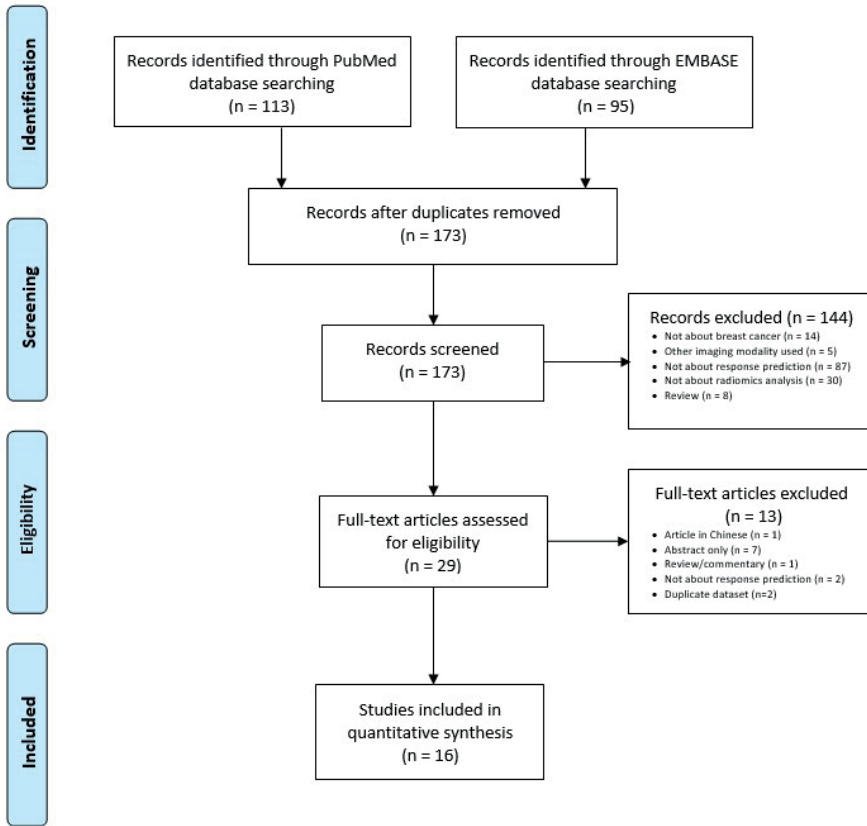 Identification
Records identified through PubMed
database searching
(n = 113)
Records identified through EMBASE
database searching
(n = 95)
Records after duplicates removed
(n = 173)
Screening
Records screened
(n = 173)
Records excluded (n = 144)
• Not about breast cancer (n = 14)
• Other imaging modality used (n = 5)
• Not about response prediction (n = 87)
• Not about radiomics analysis (n = 30)
• Review (n = 8)
Eligibility
Full-text articles assessed
for eligibility
(n = 29)
Full-text articles excluded
(n = 13)
• Article in Chinese (n = 1)
• Abstract only (n = 7)
• Review/commentary (n = 1)
• Not about response prediction (n = 2)
• Duplicate dataset (n=2)
Included
Studies included in
quantitative synthesis
(n = 16)